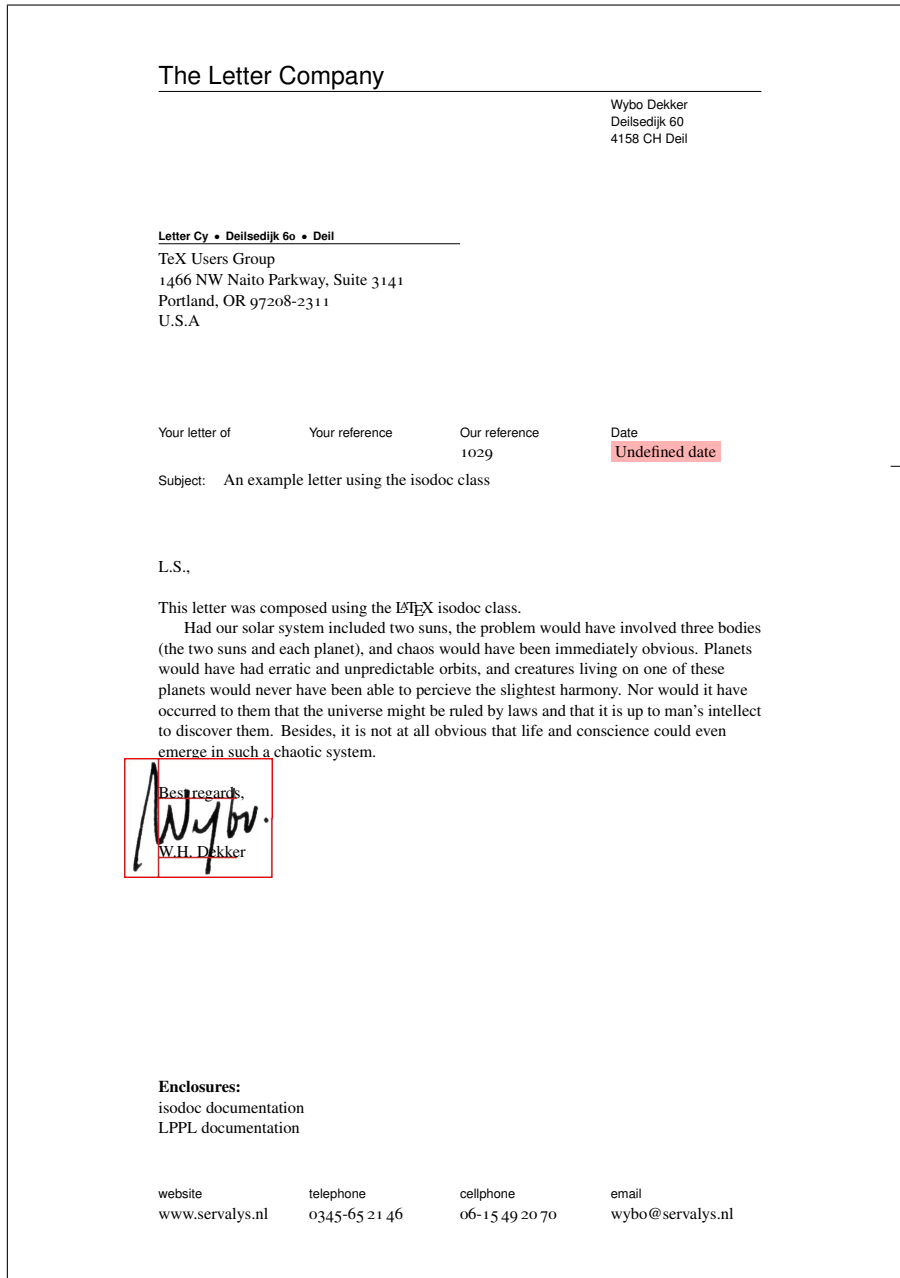 The Letter Company
Wybo Dekker
Deilsedijk 60
4158 CH Deil
Letter Cy • Deilsedijk 60 • Deil
TeX Users Group
1466 NW Naito Parkway, Suite 3141
Portland, OR 97208-2311
U.S.A
Your letter of Your reference Our reference Date
1029 Undefined date
Subject: An example letter using the isodoc class
L.S.,
This letter was composed using the LATEX isodoc class.
Had our solar system included two suns, the problem would have involved three bodies
(the two suns and each planet), and chaos would have been immediately obvious. Planets
would have had erratic and unpredictable orbits, and creatures living on one of these
planets would never have been able to percieve the slightest harmony. Nor would it have
occurred to them that the universe might be ruled by laws and that it is up to man's intellect
to discover them. Besides, it is not at all obvious that life and conscience could even
emerge in such a chaotic system.
Best regards,
Wybo.
W.H. Dekker
Enclosures:
isodoc documentation
LPPL documentation
website telephone cellphone email
www.servalys.nl 0345-65 21 46 06-15 49 20 70 wybo@servalys.nl